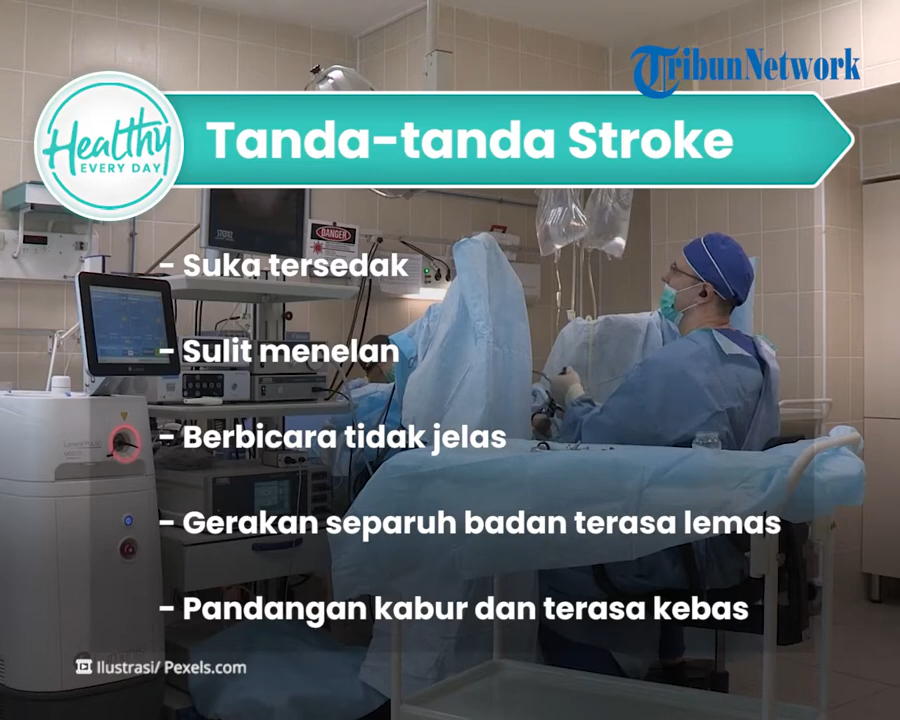 TribunNetwork
Healthy
EVERY DAY
Tanda-tanda Stroke
DANGER
- Suka tersedak
- Sulit menelan
- Berbicara tidak jelas
- Gerakan separuh badan terasa lemas
- Pandangan kabur dan terasa kebas
Ilustrasi/ Pexels.com